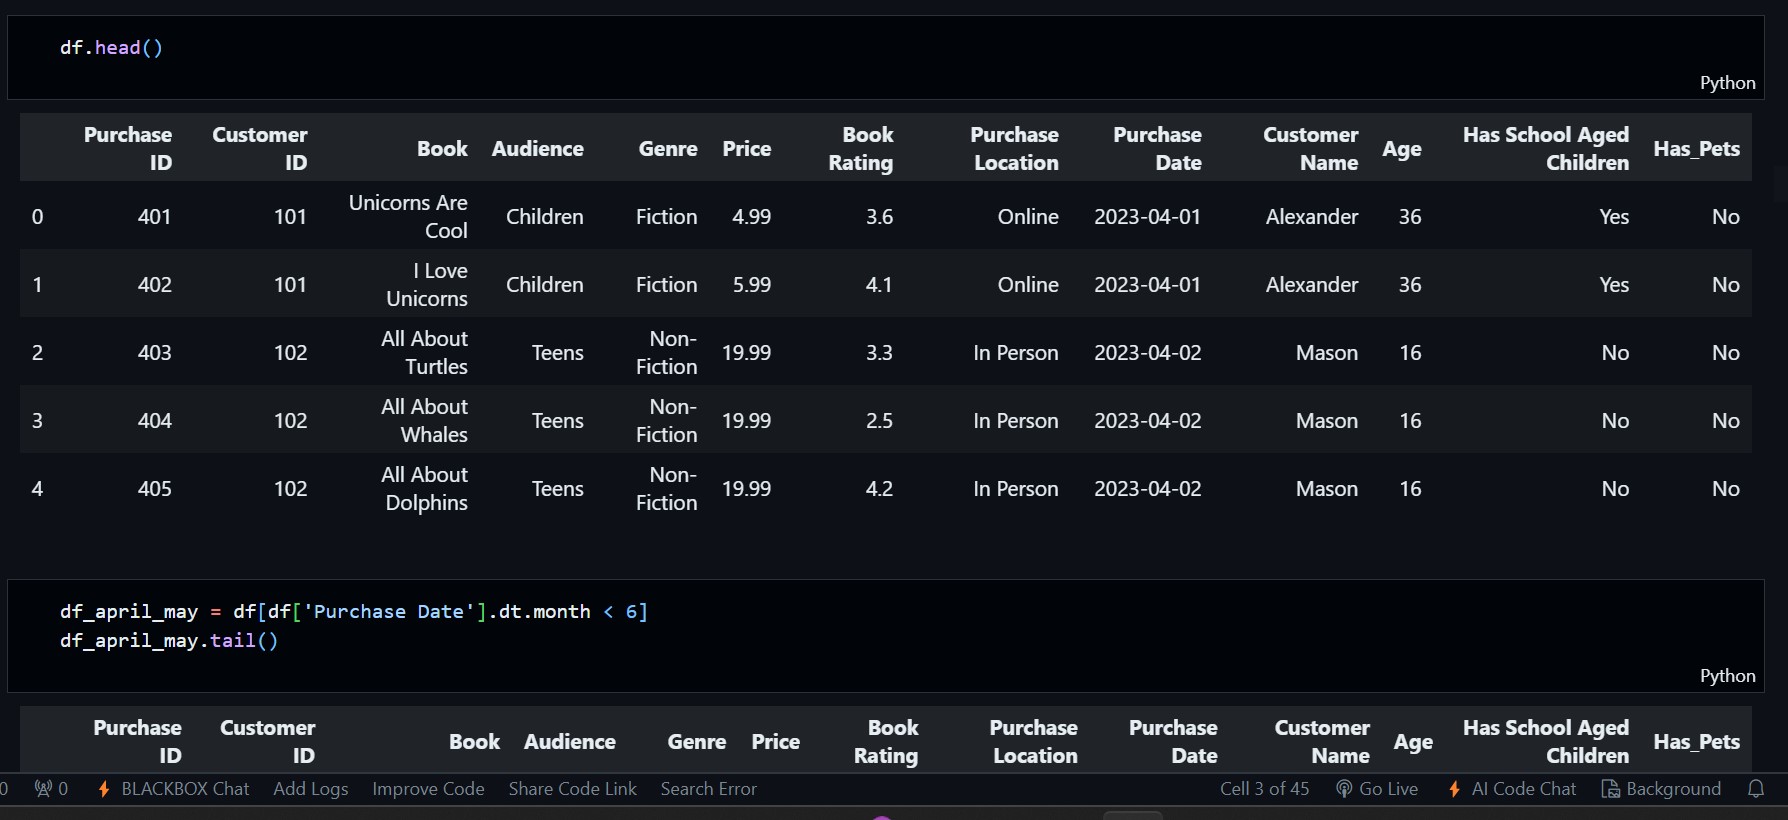 df.head()
Python
Purchase ID Customer ID Book Audience Genre Price Book Rating Purchase Location Purchase Date Customer Name Age Has School Aged Children Has_Pets
0 401 101 Unicorns Are Cool Children Fiction 4.99 3.6 Online 2023-04-01 Alexander 36 Yes No
1 402 101 I Love Unicorns Children Fiction 5.99 4.1 Online 2023-04-01 Alexander 36 Yes No
2 403 102 All About Turtles Teens Non-Fiction 19.99 3.3 In Person 2023-04-02 Mason 16 No No
3 404 102 All About Whales Teens Non-Fiction 19.99 2.5 In Person 2023-04-02 Mason 16 No No
4 405 102 All About Dolphins Teens Non-Fiction 19.99 4.2 In Person 2023-04-02 Mason 16 No No
df_april_may = df[df['Purchase Date'].dt.month < 6]
df_april_may.tail()
Python
Purchase ID Customer ID Book Audience Genre Price Book Rating Purchase Location Purchase Date Customer Name Age Has School Aged Children Has_Pets
0 0 BLACKBOX Chat Add Logs Improve Code Share Code Link Search Error Cell 3 of 45 Go Live AI Code Chat Background